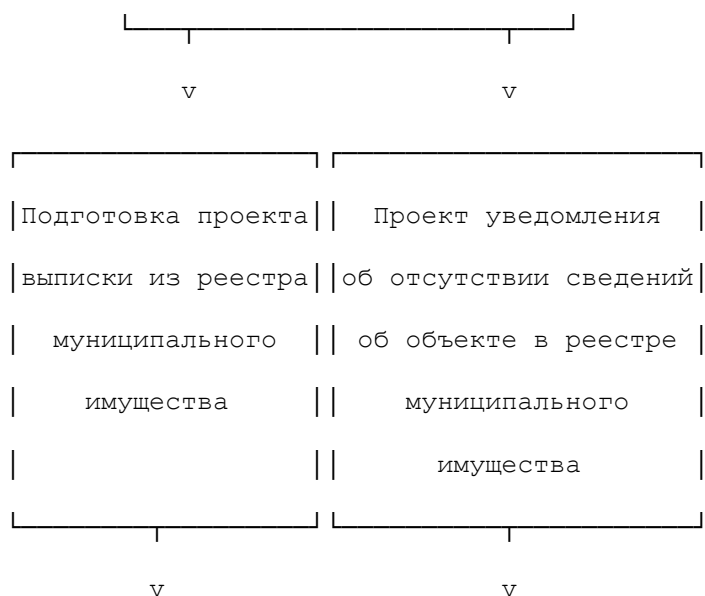 v v
Подготовка проекта Проект уведомления
выписки из реестра об отсутствии сведений
муниципального об объекте в реестре
имущества муниципального
имущества
v v